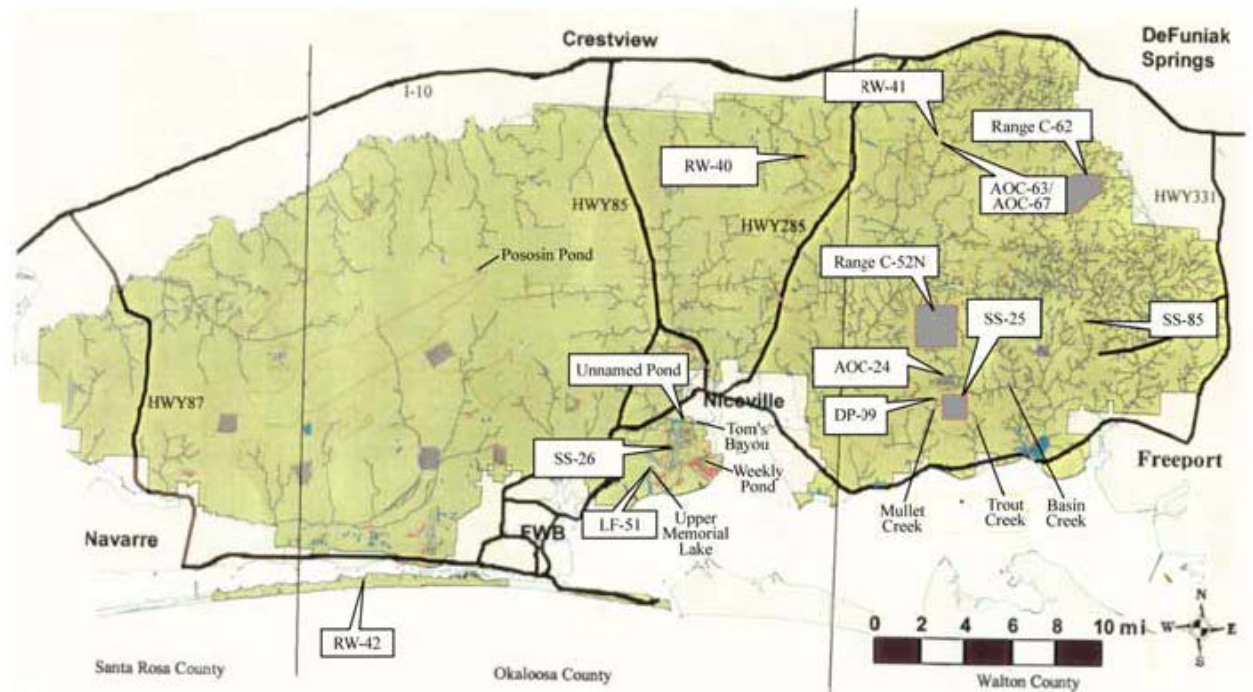 DeFuniak
Springs
Crestview
I-10
RW-41
Range C-62
RW-40
AOC-63/
AOC-67
HWY331
HWY85
HWY285
Pososin Pond
Range C-52N
SS-25
SS-85
Unnamed Pond
AOC-24
HWY87
Niceville
DP-09
Tom's
Bayou
SS-26
Weekly
Pond
Freeport
LF-51
Upper
Memorial
Lake
Mullet
Creek
Trout
Creek
Basin
Creek
Navarre
FWB
N
W
E
S
0 2 4 6 8 10 mi
RW-42
Santa Rosa County
Okaloosa County
Walton County